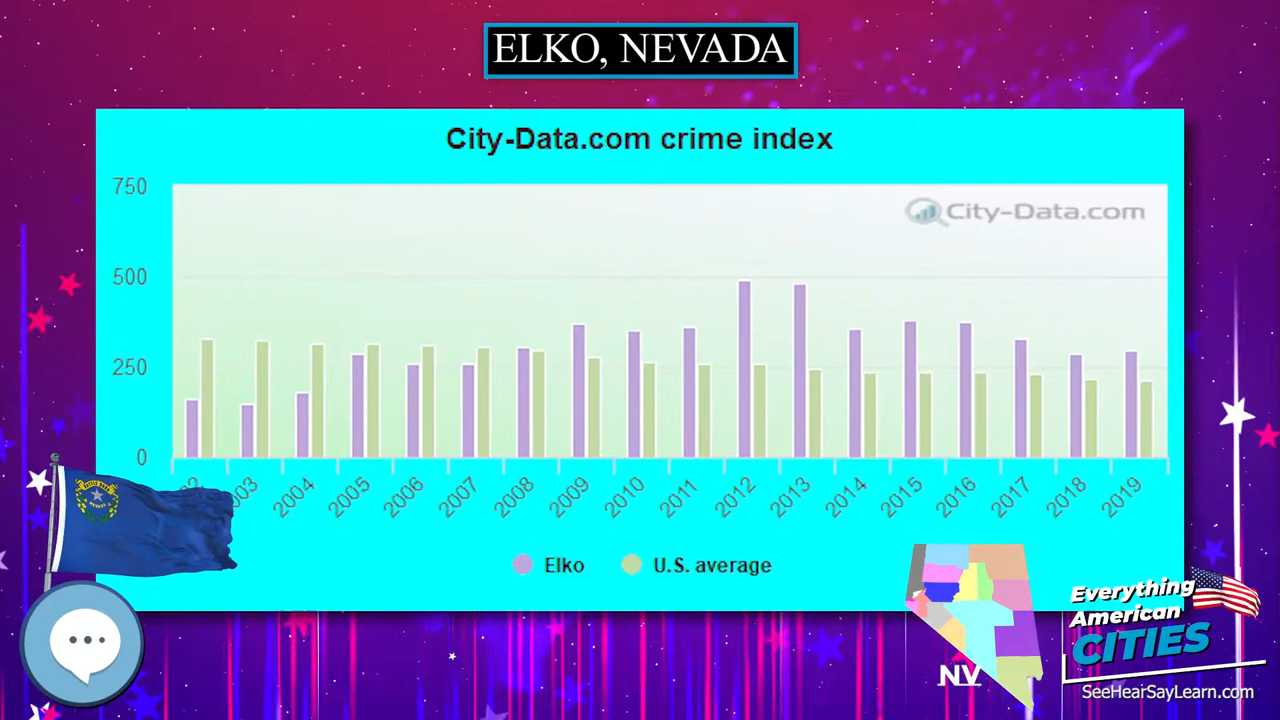 ELKO, NEVADA
City-Data.com crime index
750
City-Data.com
500
250
0
2004 2005 2006 2007 2008 2009 2010 2011 2012 2013 2014 2015 2016 2017 2018 2019
Elko U.S. average
Everything
American
CITIES
NV
SeeHearSayLearn.com